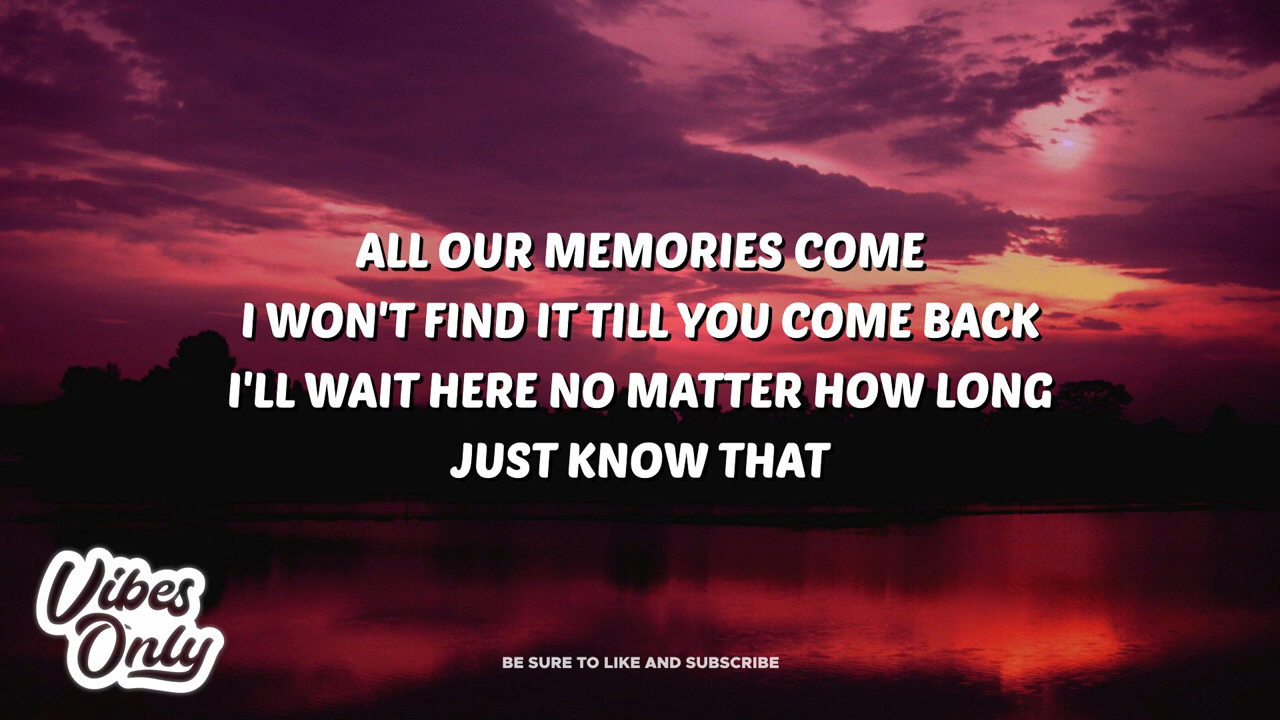 ALL OUR MEMORIES COME
I WON'T FIND IT TILL YOU COME BACK
I'LL WAIT HERE NO MATTER HOW LONG
JUST KNOW THAT
Vibes
Only
BE SURE TO LIKE AND SUBSCRIBE